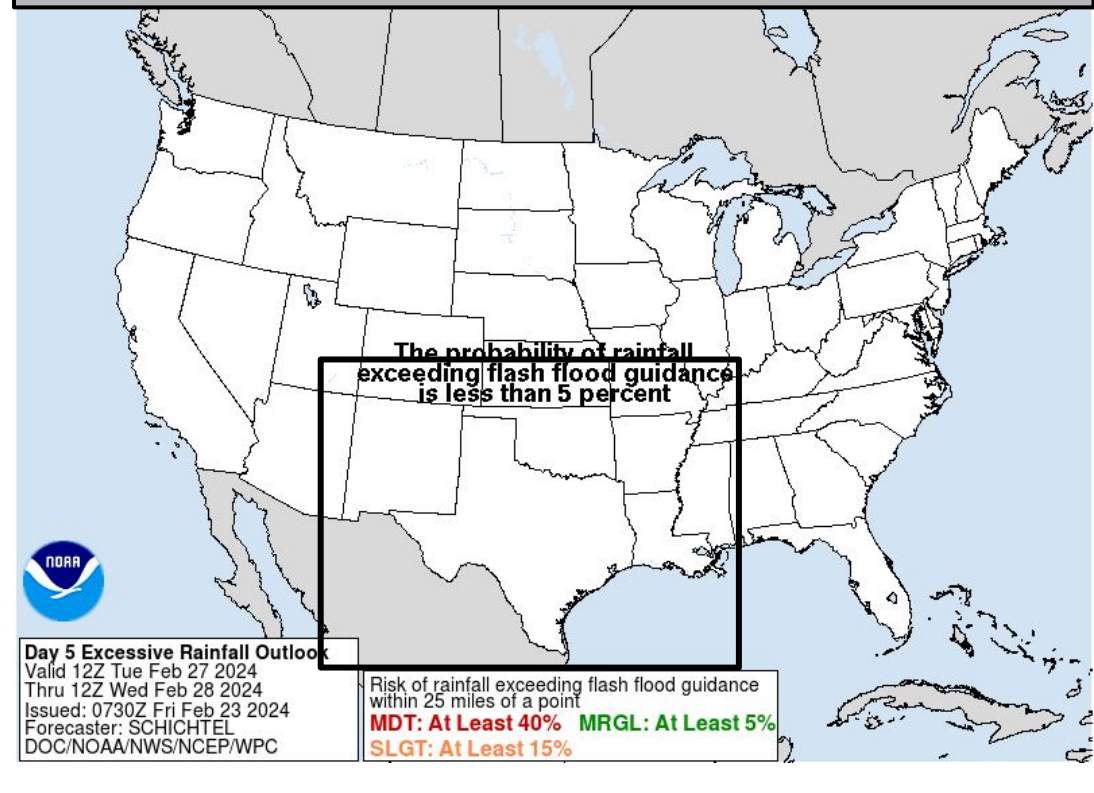 The probability of rainfall
exceeding flash flood guidance
is less than 5 percent
NOAA
Day 5 Excessive Rainfall Outlook
Valid 12Z Tue Feb 27 2024
Thru 12Z Wed Feb 28 2024
Issued: 0730Z Fri Feb 23 2024
Forecaster: SCHICHTEL
DOC/NOAA/NWS/NCEP/WPC
Risk of rainfall exceeding flash flood guidance
within 25 miles of a point
MDT: At Least 40% MRGL: At Least 5%
SLGT: At Least 15%